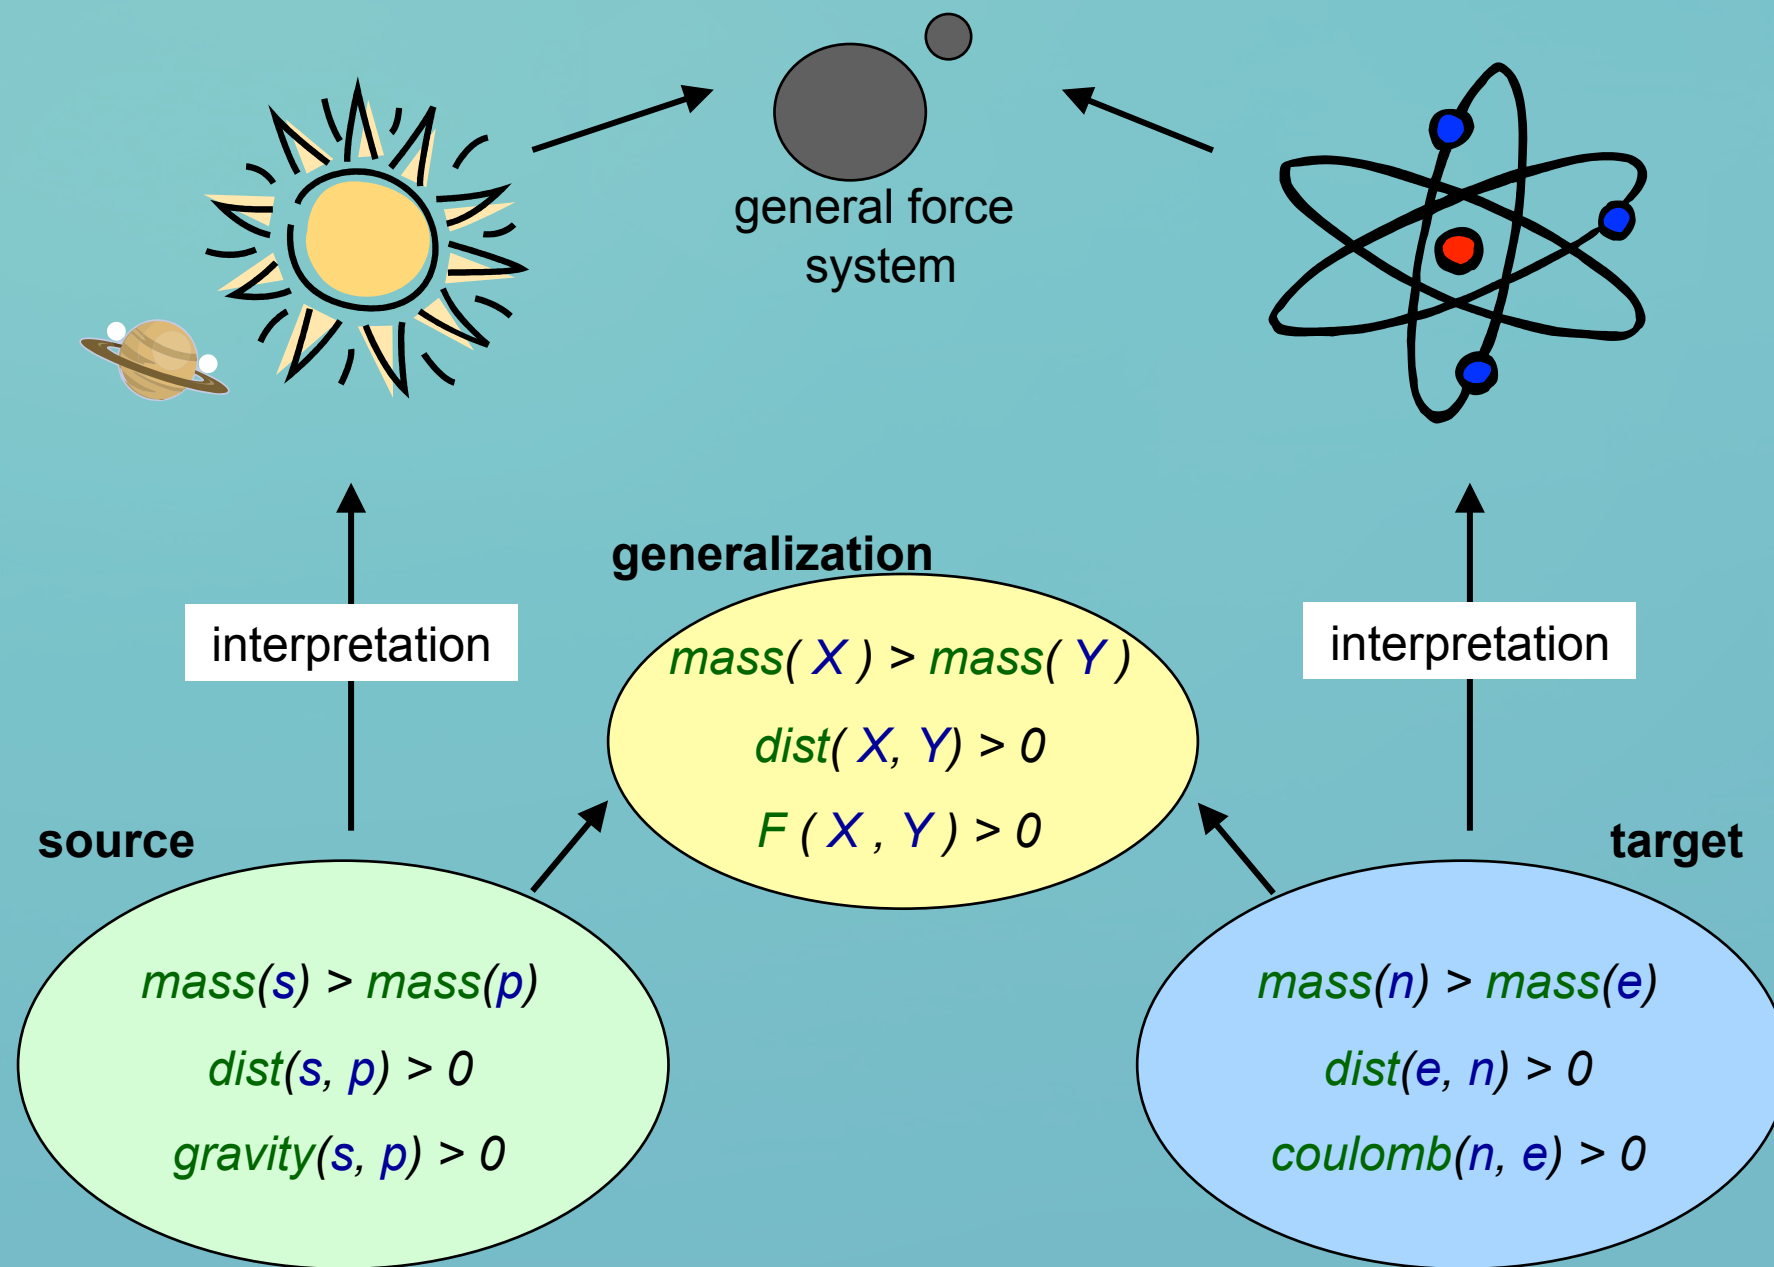 general force
system
generalization
interpretation
interpretation
mass( X ) > mass( Y )
dist( X, Y) > 0
F ( X , Y ) > 0
source
target
mass(s) > mass(p)
dist(s, p) > 0
gravity(s, p) > 0
mass(n) > mass(e)
dist(e, n) > 0
coulomb(n, e) > 0